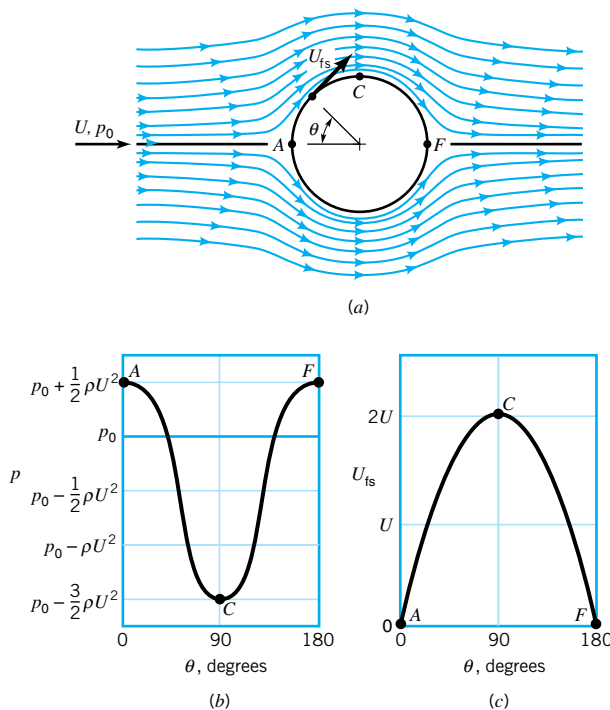 U_fs
C
θ
U, p_0
A
F
(a)
A
F
p_0 + 1/2 ρU^2
p_0
p
p_0 − 1/2 ρU^2
p_0 − ρU^2
p_0 − 3/2 ρU^2
C
0 90 180
θ, degrees
(b)
C
2U
U_fs
U
A
F
0
0 90 180
θ, degrees
(c)